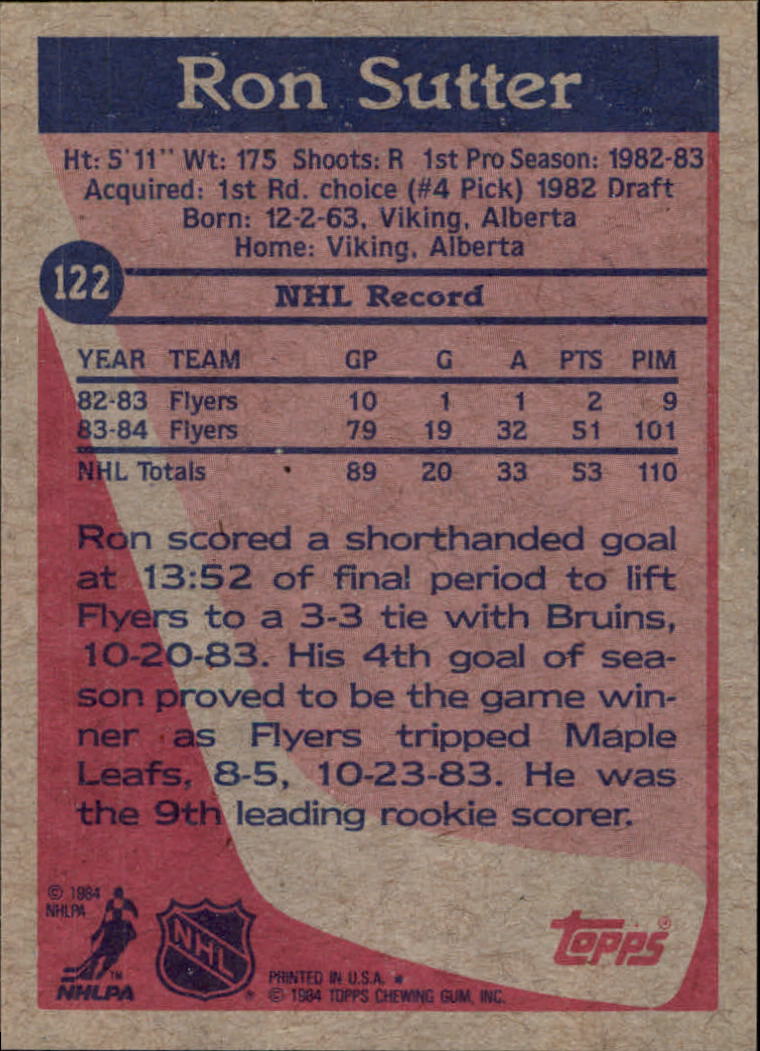 Ron Sutter
Ht: 5'11" Wt: 175 Shoots: R 1st Pro Season: 1982-83
Acquired: 1st Rd. choice (#4 Pick) 1982 Draft
Born: 12-2-63, Viking, Alberta
Home: Viking, Alberta
122
NHL Record
YEAR TEAM GP G A PTS PIM
82-83 Flyers 10 1 1 2 9
83-84 Flyers 79 19 32 51 101
NHL Totals 89 20 33 53 110
Ron scored a shorthanded goal
at 13:52 of final period to lift
Flyers to a 3-3 tie with Bruins,
10-20-83. His 4th goal of sea-
son proved to be the game win-
ner as Flyers tripped Maple
Leafs, 8-5, 10-23-83. He was
the 9th leading rookie scorer.
© 1984
NHLPA
NHLPA™
NHL ®
topps®
PRINTED IN U.S.A. *
© 1984 TOPPS CHEWING GUM, INC.